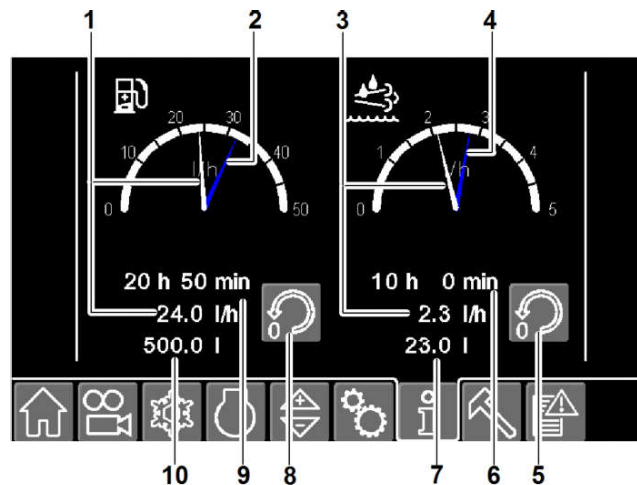 1 2 3 4
20 30 2 3
10 40 1 4
l/h /h
0 50 0 5
20 h 50 min 10 h 0 min
24.0 l/h 2.3 l/h
0 0
500.0 l 23.0 l
10 9 8 7 6 5